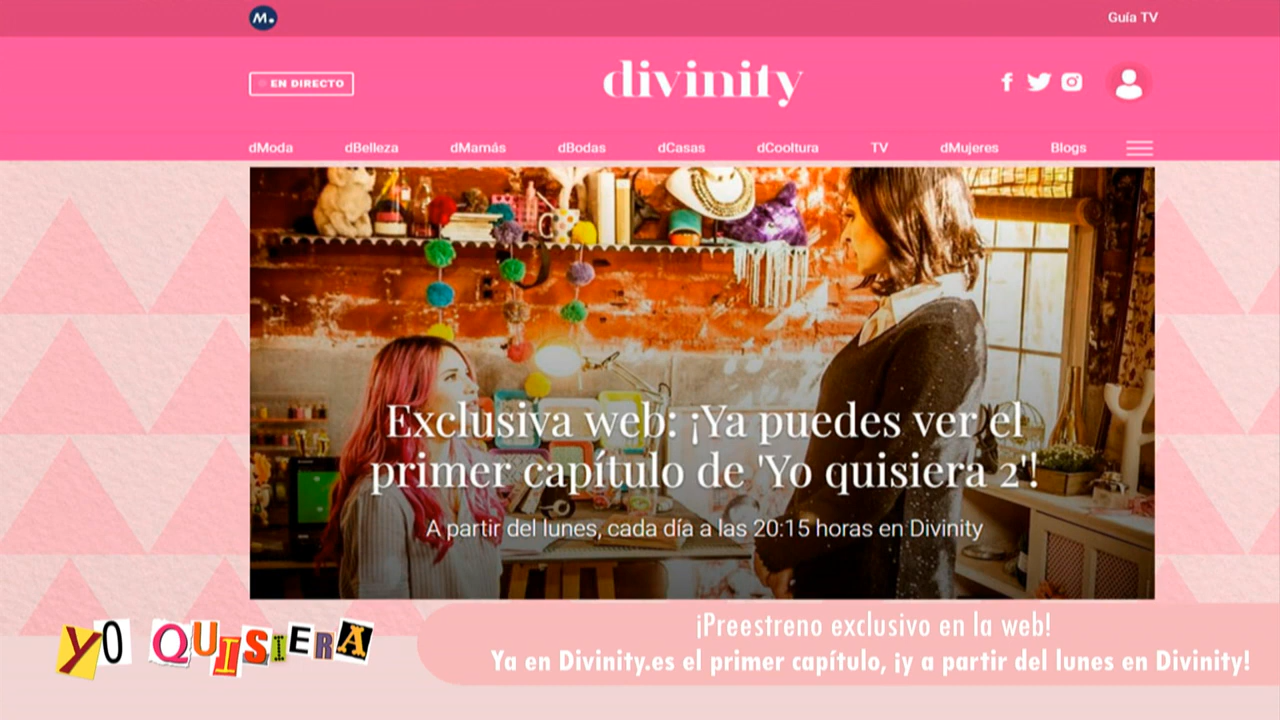 M.
Guía TV
EN DIRECTO
divinity
dModa dBelleza dMamás dBodas dCasas dCooltura TV dMujeres Blogs
Exclusiva web: ¡Ya puedes ver el
primer capítulo de 'Yo quisiera 2'!
A partir del lunes, cada día a las 20:15 horas en Divinity
YO QUISIERA
¡Preestreno exclusivo en la web!
Ya en Divinity.es el primer capítulo, ¡y a partir del lunes en Divinity!